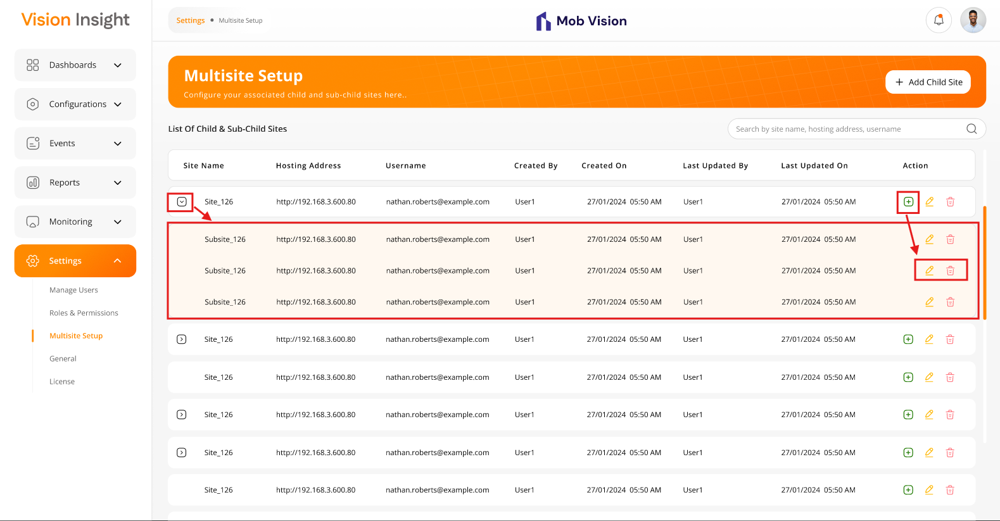 Vision Insight
Settings • Multisite Setup
Mob Vision
Dashboards
Configurations
Events
Reports
Monitoring
Settings
Manage Users
Roles & Permissions
Multisite Setup
General
License
Multisite Setup
Configure your associated child and sub-child sites here..
+ Add Child Site
List Of Child & Sub-Child Sites
Search by site name, hosting address, username
Site Name Hosting Address Username Created By Created On Last Updated By Last Updated On Action
Site_126 http://192.168.3.600.80 nathan.roberts@example.com User1 27/01/2024 05:50 AM User1 27/01/2024 05:50 AM
Subsite_126 http://192.168.3.600.80 nathan.roberts@example.com User1 27/01/2024 05:50 AM User1 27/01/2024 05:50 AM
Subsite_126 http://192.168.3.600.80 nathan.roberts@example.com User1 27/01/2024 05:50 AM User1 27/01/2024 05:50 AM
Subsite_126 http://192.168.3.600.80 nathan.roberts@example.com User1 27/01/2024 05:50 AM User1 27/01/2024 05:50 AM
Site_126 http://192.168.3.600.80 nathan.roberts@example.com User1 27/01/2024 05:50 AM User1 27/01/2024 05:50 AM
Site_126 http://192.168.3.600.80 nathan.roberts@example.com User1 27/01/2024 05:50 AM User1 27/01/2024 05:50 AM
Site_126 http://192.168.3.600.80 nathan.roberts@example.com User1 27/01/2024 05:50 AM User1 27/01/2024 05:50 AM
Site_126 http://192.168.3.600.80 nathan.roberts@example.com User1 27/01/2024 05:50 AM User1 27/01/2024 05:50 AM
Site_126 http://192.168.3.600.80 nathan.roberts@example.com User1 27/01/2024 05:50 AM User1 27/01/2024 05:50 AM